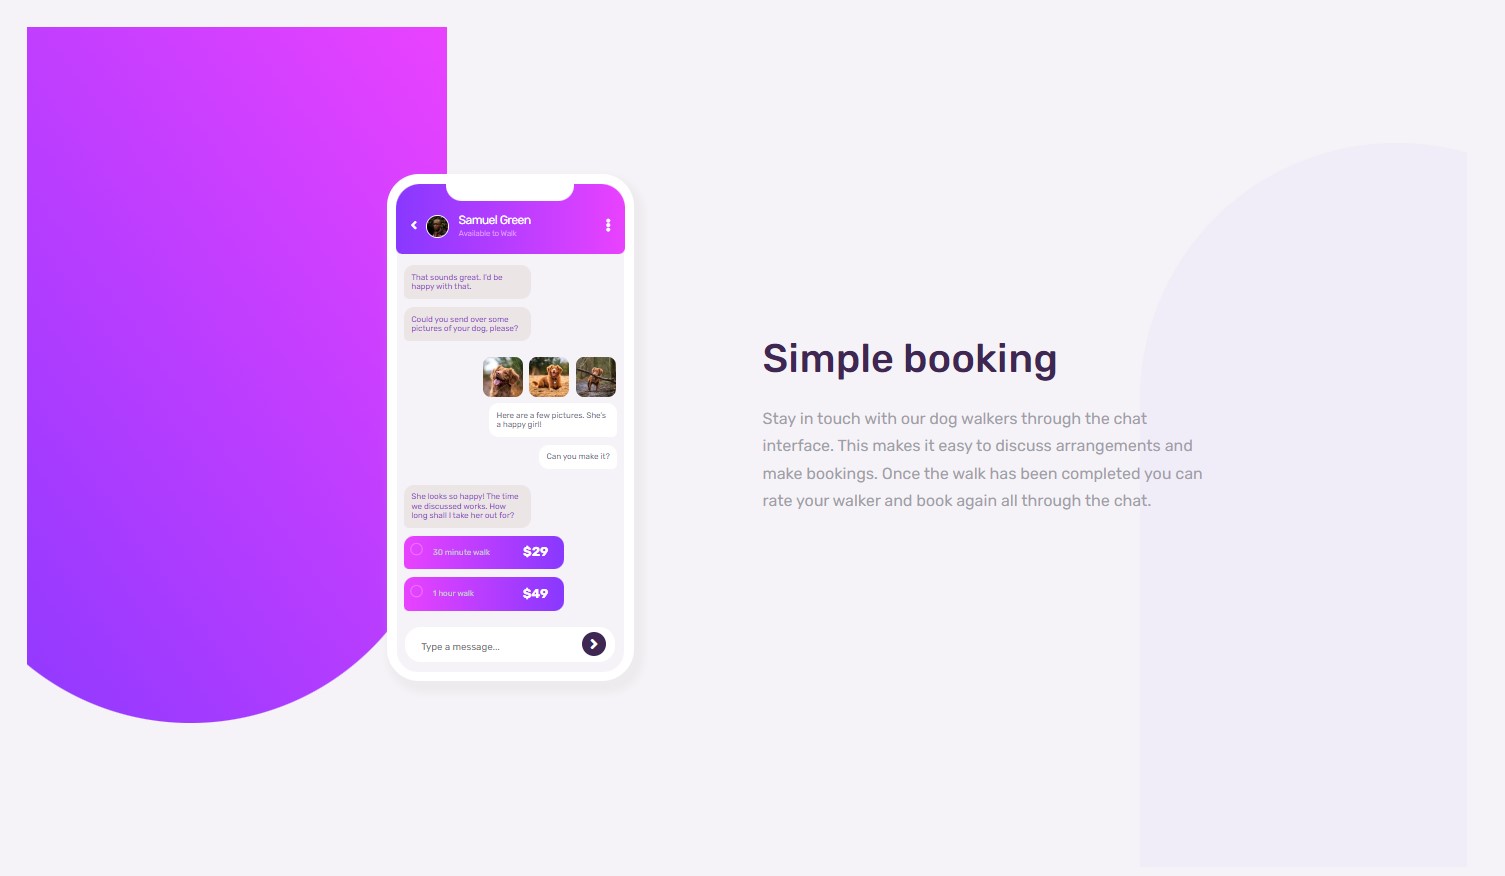 Samuel Green
Available to Walk
That sounds great. I'd be
happy with that.
Could you send over some
pictures of your dog, please?
Here are a few pictures. She's
a happy girl!
Can you make it?
She looks so happy! The time
we discussed works. How
long shall I take her out for?
30 minute walk $29
1 hour walk $49
Type a message...
Simple booking
Stay in touch with our dog walkers through the chat
interface. This makes it easy to discuss arrangements and
make bookings. Once the walk has been completed you can
rate your walker and book again all through the chat.